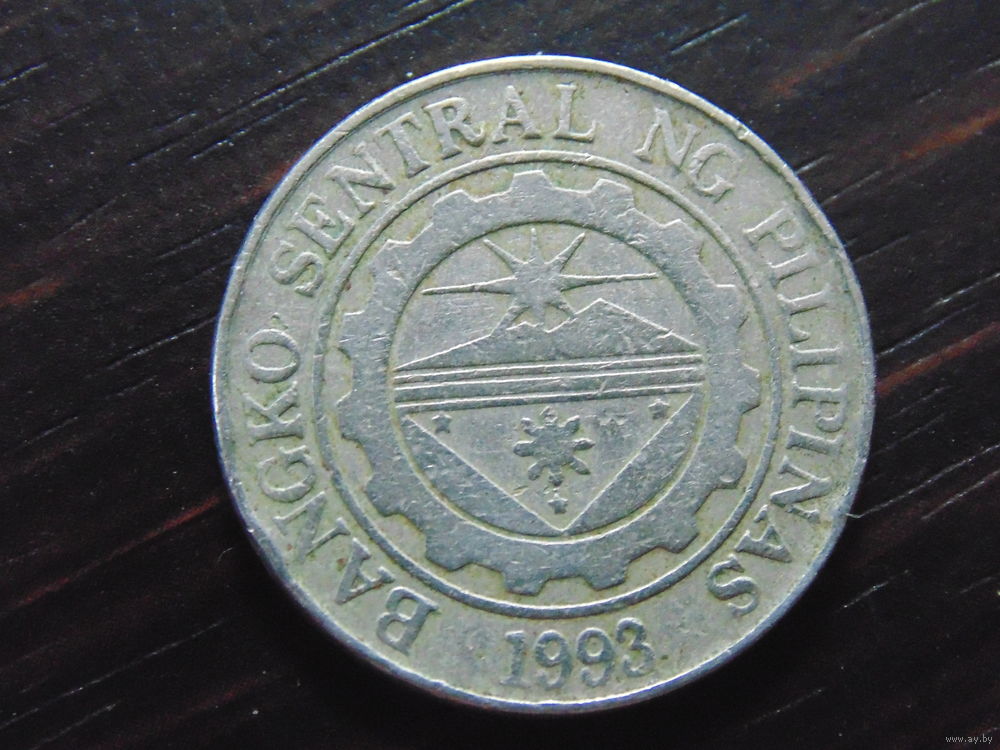 BANGKO SENTRAL NG PILIPINAS
1993
www.ay.by